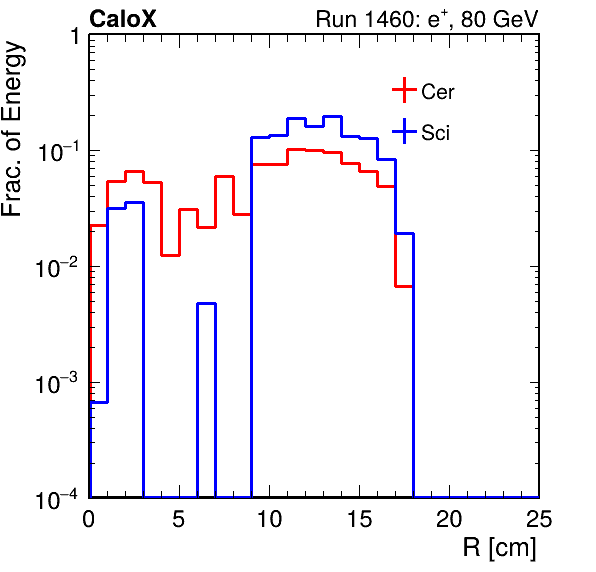 CaloX Run 1460: e⁺, 80 GeV
Frac. of Energy
1
10⁻¹
10⁻²
10⁻³
10⁻⁴
Cer
Sci
0 5 10 15 20 25
R [cm]